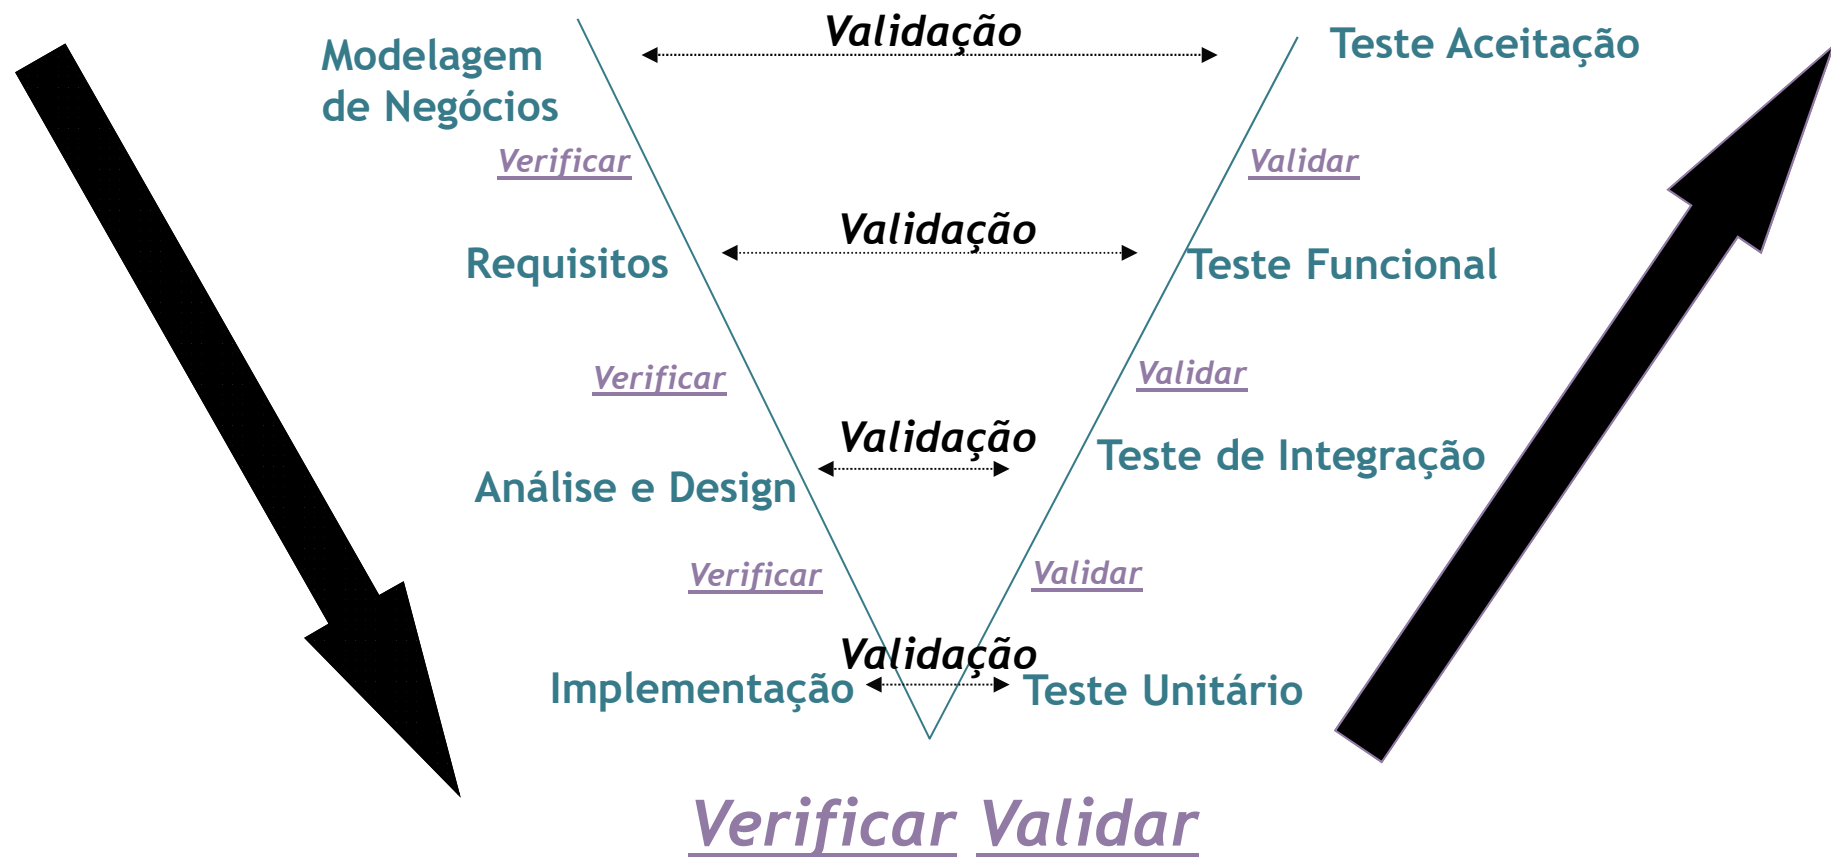 Validação
Modelagem
de Negócios
Teste Aceitação
Verificar
Validar
Validação
Requisitos
Teste Funcional
Verificar
Validar
Validação
Análise e Design
Teste de Integração
Verificar
Validar
Validação
Implementação
Teste Unitário
Verificar Validar